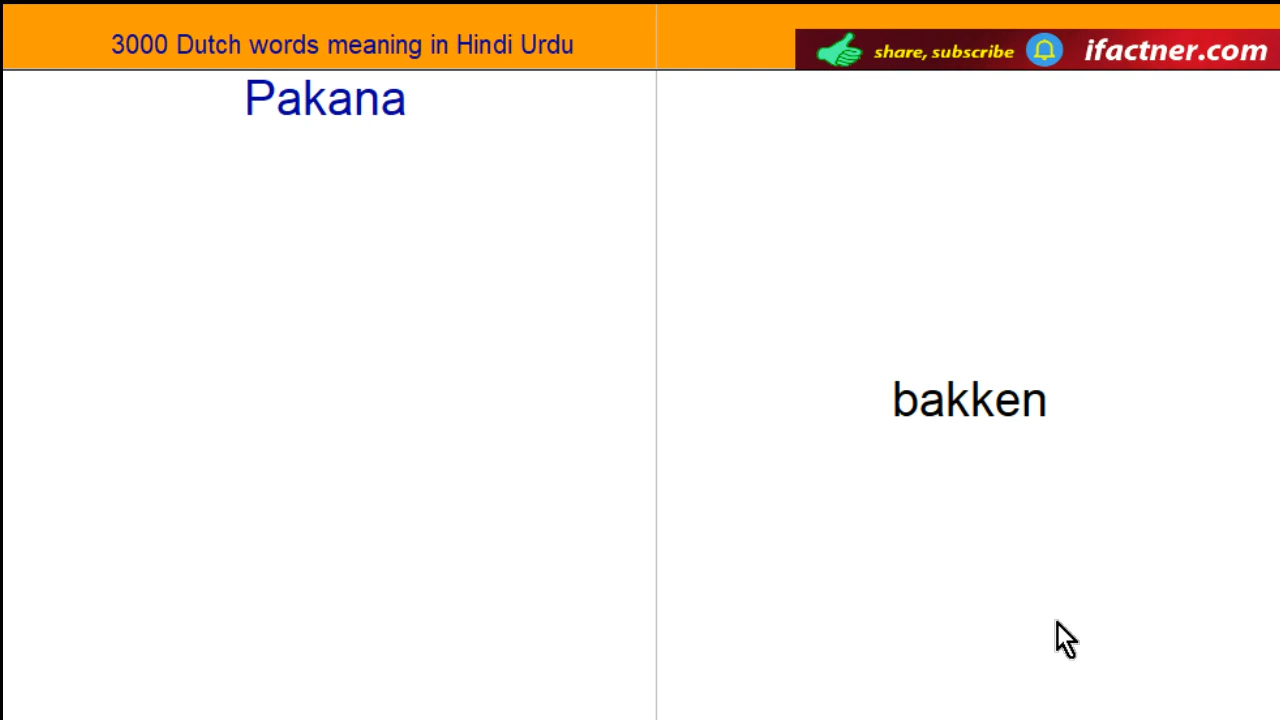 3000 Dutch words meaning in Hindi Urdu
share, subscribe
ifactner.com
Pakana
bakken